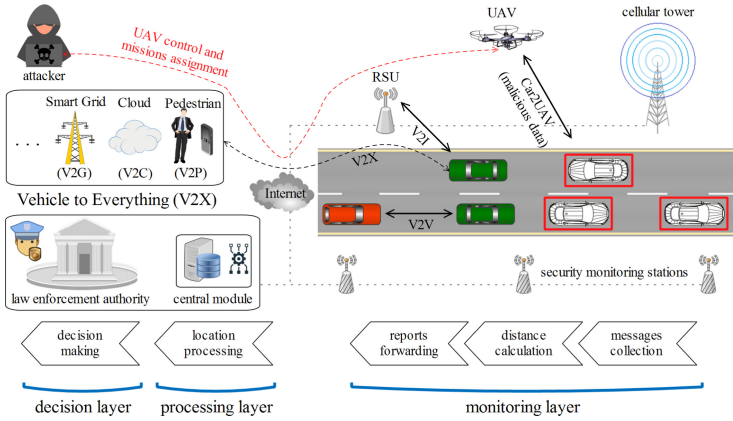 UAV control and
missions assignment
UAV
cellular tower
attacker
RSU
Smart Grid
Cloud
Pedestrian
Car2UAV
(malicious data)
V2I
. . .
(V2G)
(V2C)
(V2P)
V2X
Vehicle to Everything (V2X)
Internet
V2V
law enforcement authority
central module
security monitoring stations
decision
making
location
processing
reports
forwarding
distance
calculation
messages
collection
decision layer
processing layer
monitoring layer